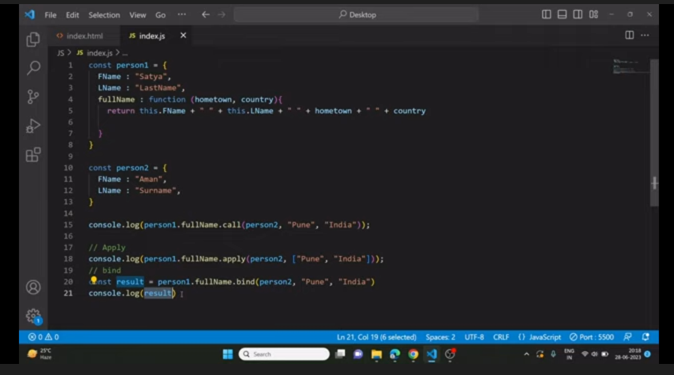 File Edit Selection View Go ··· Desktop
index.html index.js
JS > JS index.js > ...
1 const person1 = {
2 FName : "Satya",
3 LName : "LastName",
4 fullName : function (hometown, country){
5 return this.FName + " " + this.LName + " " + hometown + " " + country
6
7 }
8 }
9
10 const person2 = {
11 FName : "Aman",
12 LName : "Surname",
13 }
14
15 console.log(person1.fullName.call(person2, "Pune", "India"));
16
17 // Apply
18 console.log(person1.fullName.apply(person2, ["Pune", "India"]));
19 // bind
20 const result = person1.fullName.bind(person2, "Pune", "India")
21 console.log(result)
0 0 Ln 21, Col 19 (6 selected) Spaces: 2 UTF-8 CRLF {} JavaScript Port : 5500
25°C
Haze
Search
ENG
IN
20:18
28-06-2023